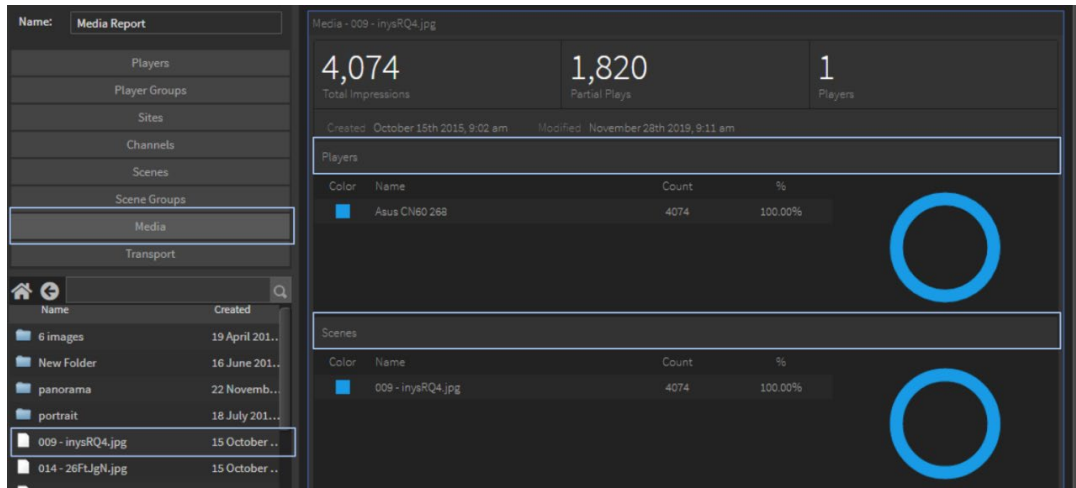 Name: Media Report
Players
Player Groups
Sites
Channels
Scenes
Scene Groups
Media
Transport
Name Created
6 images 19 April 201...
New Folder 16 June 201...
panorama 22 Novemb...
portrait 18 July 201...
009 - inysRQ4.jpg 15 October ...
014 - 26FtJgN.jpg 15 October ...
Media - 009 - inysRQ4.jpg
4,074 1,820 1
Total Impressions Partial Plays Players
Created October 15th 2015, 9:02 am Modified November 28th 2019, 9:11 am
Players
Color Name Count %
Asus CN60 268 4074 100.00%
Scenes
Color Name Count %
009 - inysRQ4.jpg 4074 100.00%